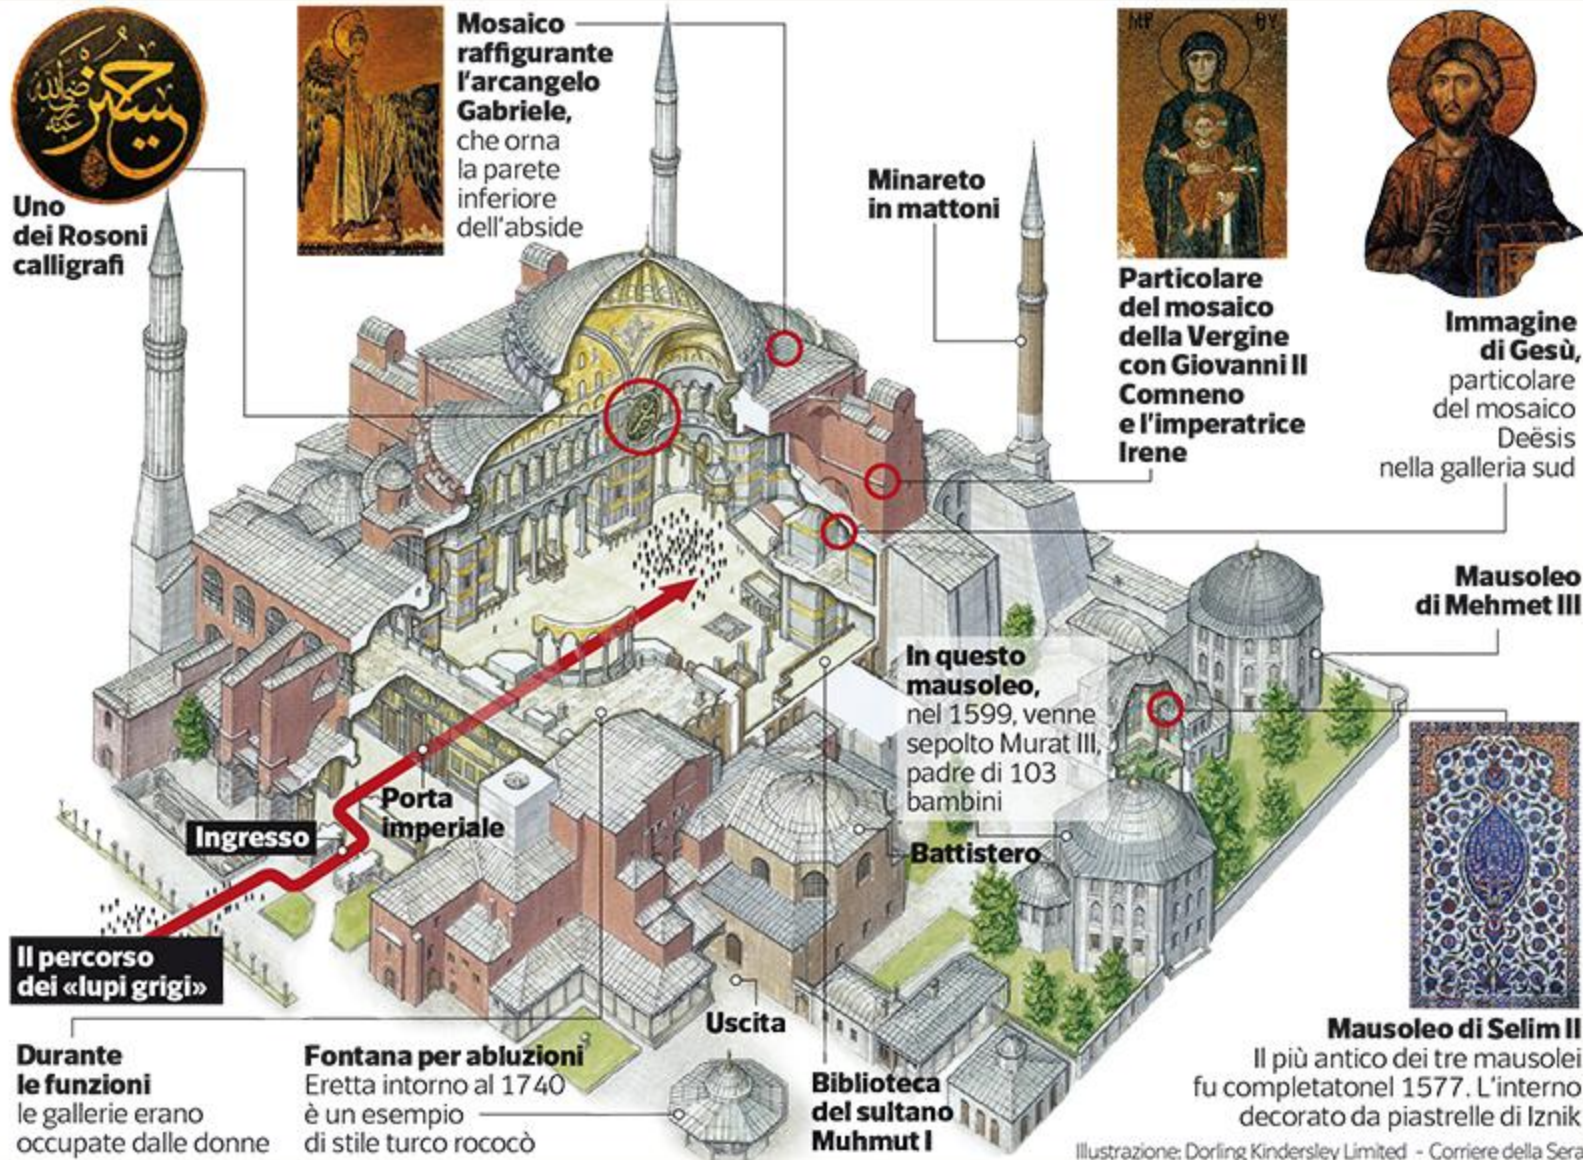 Uno
dei Rosoni
calligrafi
Mosaico
raffigurante
l'arcangelo
Gabriele,
che orna
la parete
inferiore
dell'abside
Minareto
in mattoni
ΜΡ ΘΥ
Particolare
del mosaico
della Vergine
con Giovanni II
Comneno
e l'imperatrice
Irene
Immagine
di Gesù,
particolare
del mosaico
Deësis
nella galleria sud
Mausoleo
di Mehmet III
In questo
mausoleo,
nel 1599, venne
sepolto Murat III,
padre di 103
bambini
Porta
imperiale
Ingresso
Battistero
Il percorso
dei «lupi grigi»
Uscita
Durante
le funzioni
le gallerie erano
occupate dalle donne
Fontana per abluzioni
Eretta intorno al 1740
è un esempio
di stile turco rococò
Biblioteca
del sultano
Muhmut I
Mausoleo di Selim II
Il più antico dei tre mausolei
fu completatonel 1577. L'interno
decorato da piastrelle di Iznik
Illustrazione: Dorling Kindersley Limited - Corriere della Sera